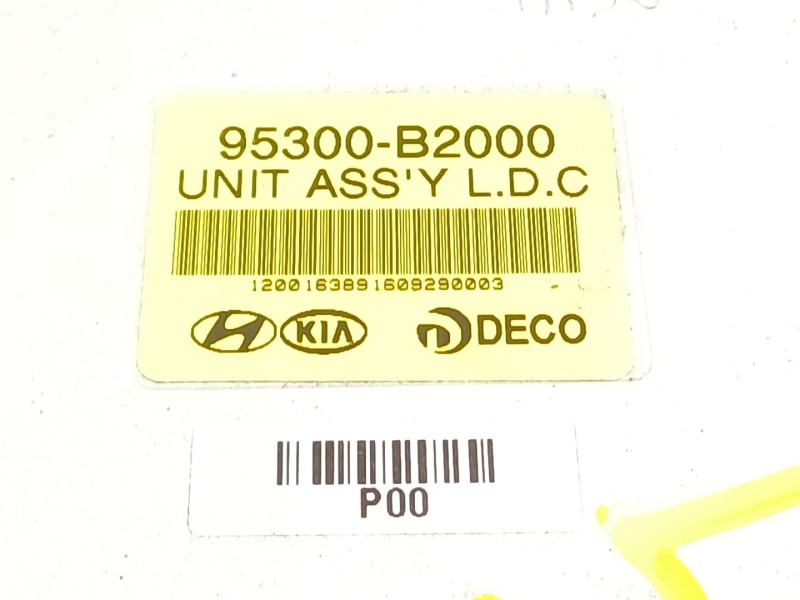 95300-B2000
UNIT ASS'Y L.D.C
1200163891609290003
KIA DECO
P00